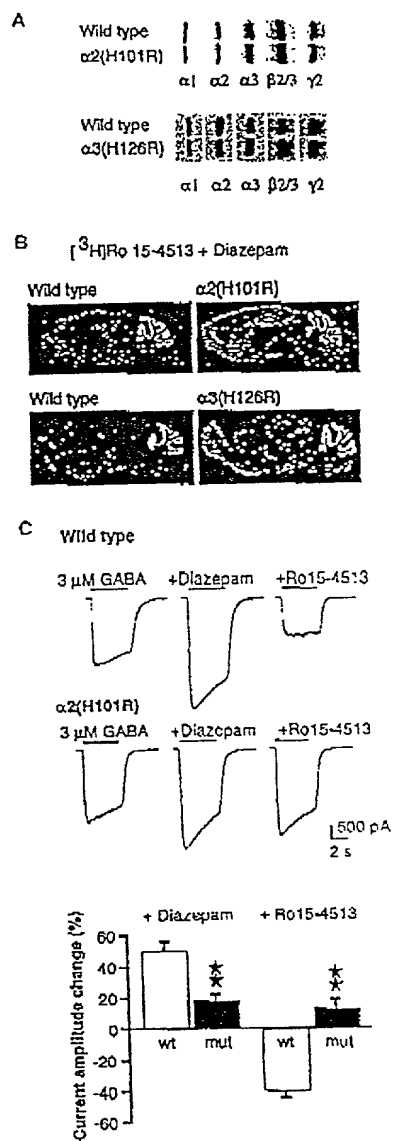 A
Wild type
α2(H101R)
α1 α2 α3 β2/3 γ2
Wild type
α3(H126R)
α1 α2 α3 β2/3 γ2
B
[³H]Ro 15-4513 + Diazepam
Wild type α2(H101R)
Wild type α3(H126R)
C
Wild type
3 µM GABA +Diazepam +Ro15-4513
α2(H101R)
3 µM GABA +Diazepam +Ro15-4513
500 pA
2 s
+ Diazepam + Ro15-4513
Current amplitude change (%)
60
40
20
0
-20
-40
-60
wt mut wt mut